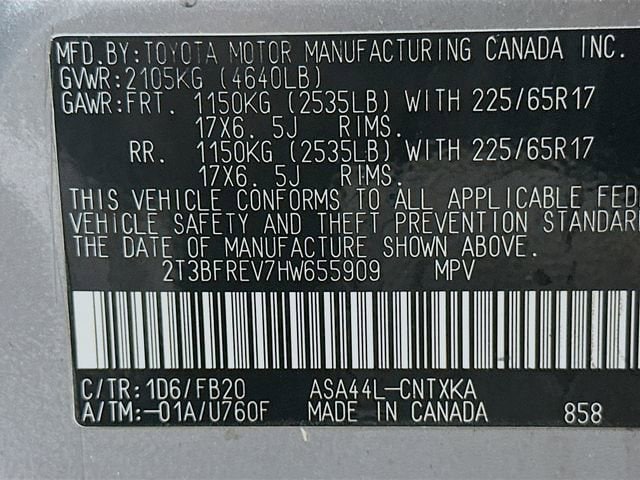 MFD.BY:TOYOTA MOTOR MANUFACTURING CANADA INC.
GVWR:2105KG (4640LB)
GAWR:FRT. 1150KG (2535LB) WITH 225/65R17
17X6. 5J RIMS.
RR. 1150KG (2535LB) WITH 225/65R17
17X6. 5J RIMS.
THIS VEHICLE CONFORMS TO ALL APPLICABLE FED
VEHICLE SAFETY AND THEFT PREVENTION STANDAR
THE DATE OF MANUFACTURE SHOWN ABOVE.
2T3BFREV7HW655909 MPV
C/TR:1D6/FB20 ASA44L-CNTXKA
A/TM:-01A/U760F MADE IN CANADA 858